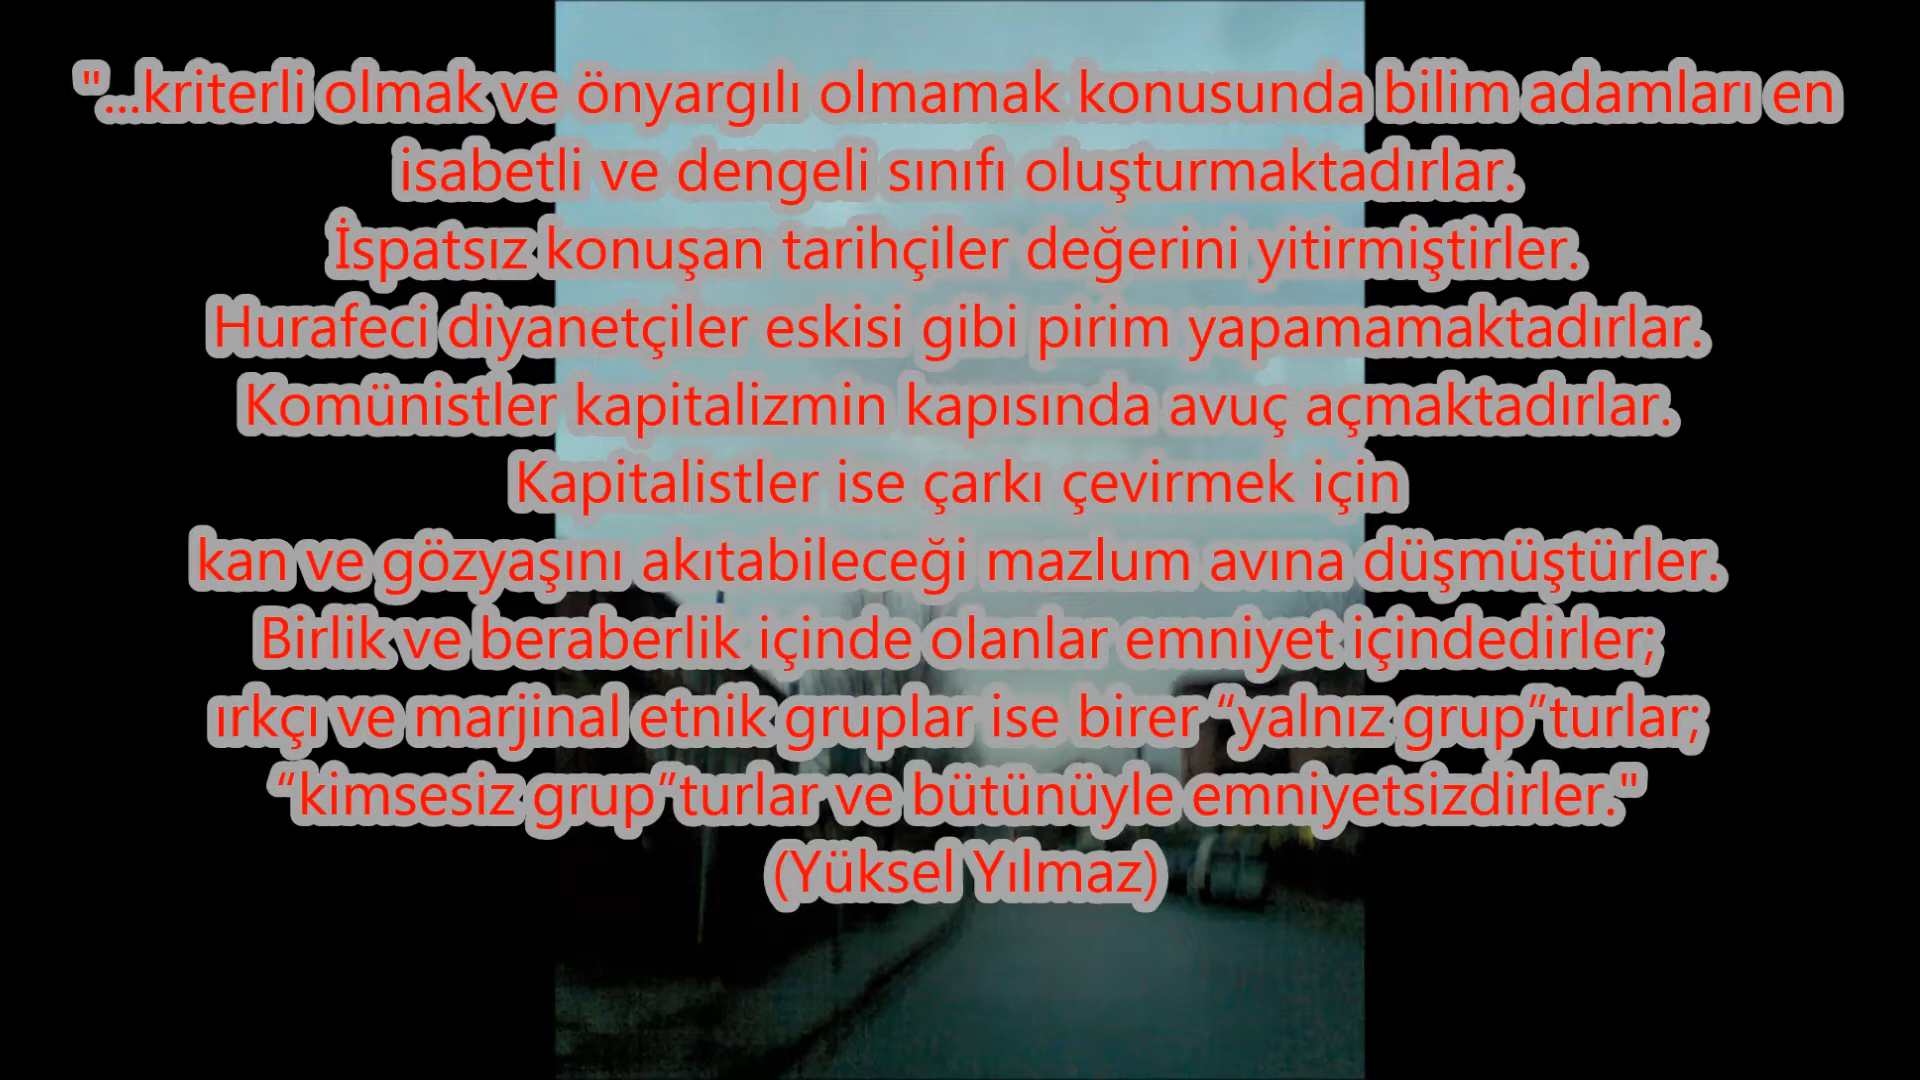 "...kriterli olmak ve önyargılı olmamak konusunda bilim adamları en
isabetli ve dengeli sınıfı oluşturmaktadırlar.
İspatsız konuşan tarihçiler değerini yitirmiştirler.
Hurafeci diyanetçiler eskisi gibi pirim yapamamaktadırlar.
Komünistler kapitalizmin kapısında avuç açmaktadırlar.
Kapitalistler ise çarkı çevirmek için
kan ve gözyaşını akıtabileceği mazlum avına düşmüştürler.
Birlik ve beraberlik içinde olanlar emniyet içindedirler;
ırkçı ve marjinal etnik gruplar ise birer “yalnız grup”turlar;
“kimsesiz grup”turlar ve bütünüyle emniyetsizdirler."
(Yüksel Yılmaz)